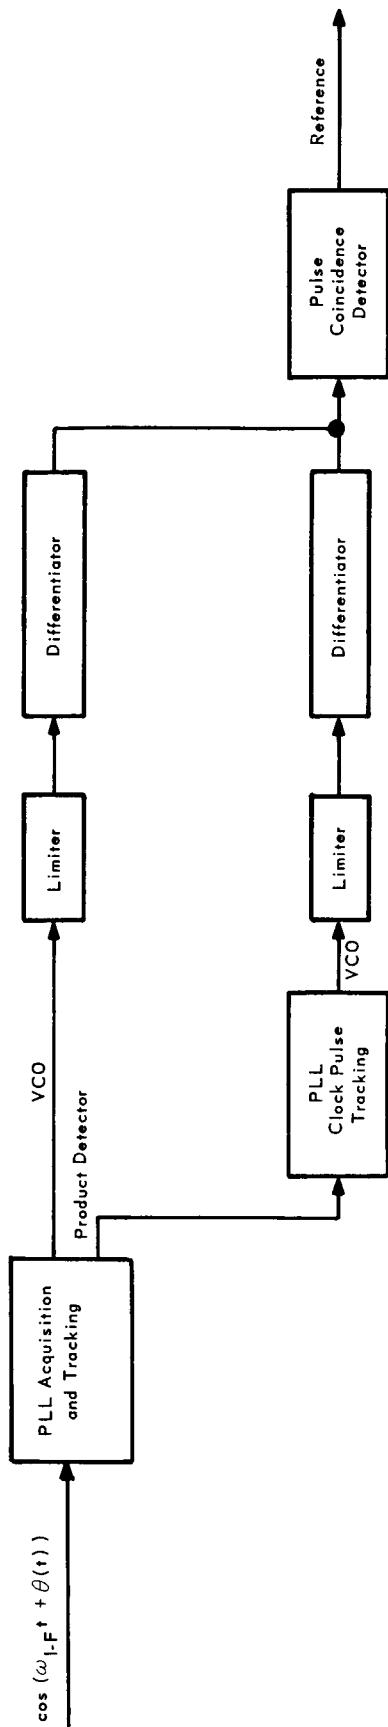 cos (ω I-F t + θ(t))
PLL Acquisition
and Tracking
VCO
Product Detector
Limiter
Differentiator
PLL
Clock Pulse
Tracking
VCO
Limiter
Differentiator
Pulse
Coincidence
Detector
Reference